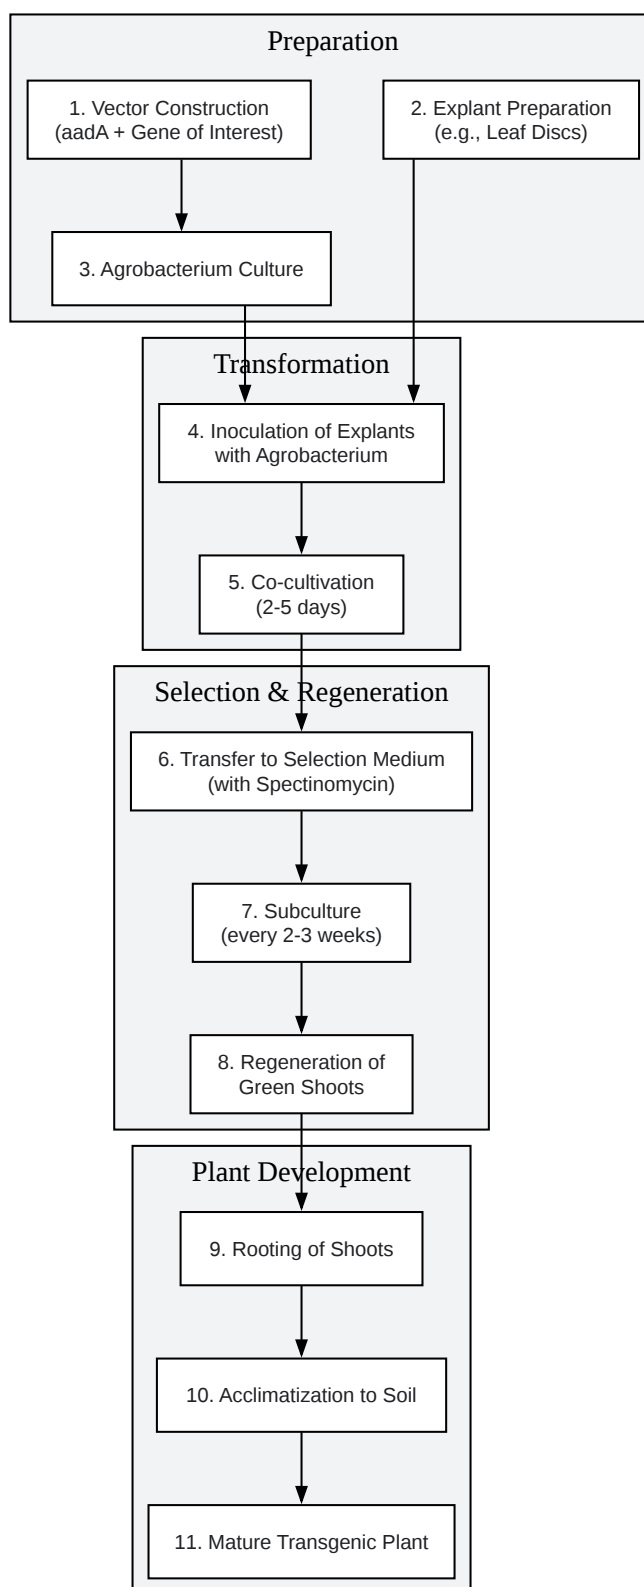 Preparation
1. Vector Construction
(aadA + Gene of Interest)
2. Explant Preparation
(e.g., Leaf Discs)
3. Agrobacterium Culture
Transformation
4. Inoculation of Explants
with Agrobacterium
5. Co-cultivation
(2-5 days)
Selection & Regeneration
6. Transfer to Selection Medium
(with Spectinomycin)
7. Subculture
(every 2-3 weeks)
8. Regeneration of
Green Shoots
Plant Development
9. Rooting of Shoots
10. Acclimatization to Soil
11. Mature Transgenic Plant